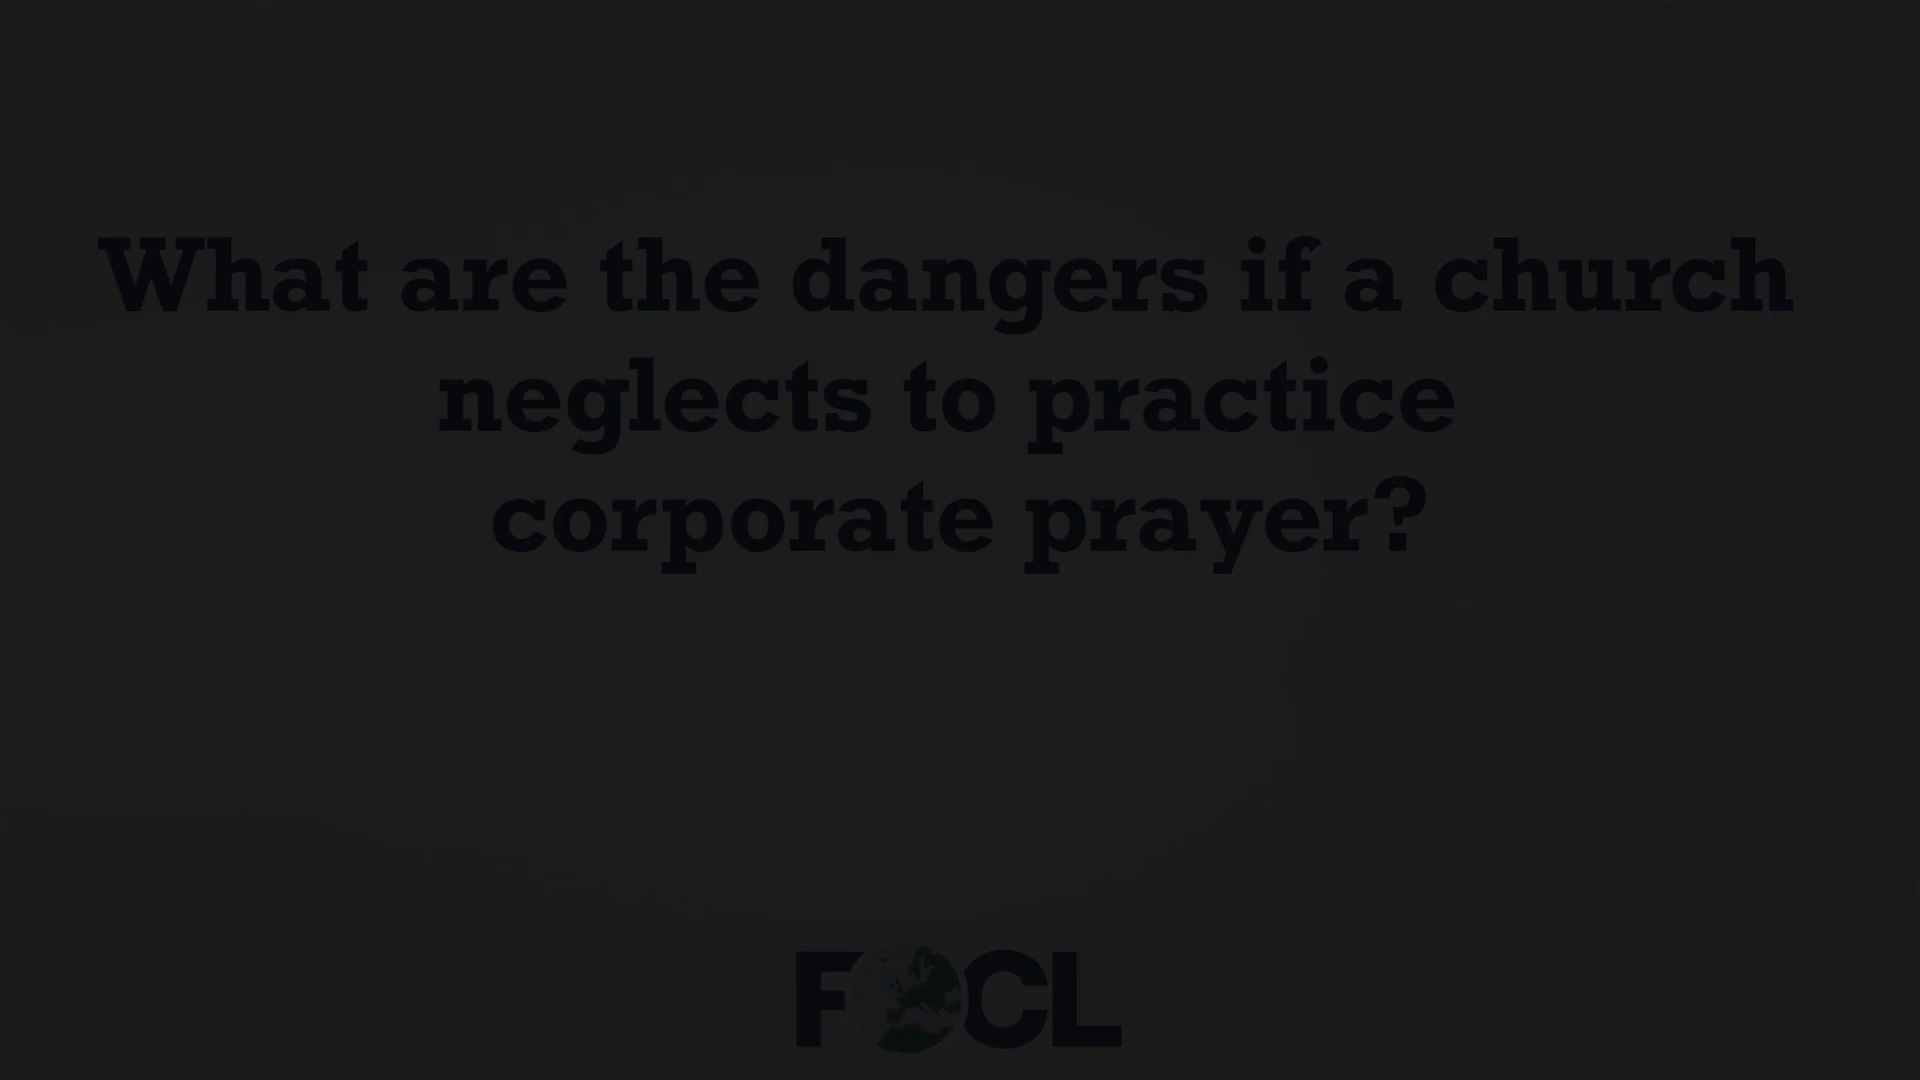 What are the dangers if a church
neglects to practice
corporate prayer?
FOCL